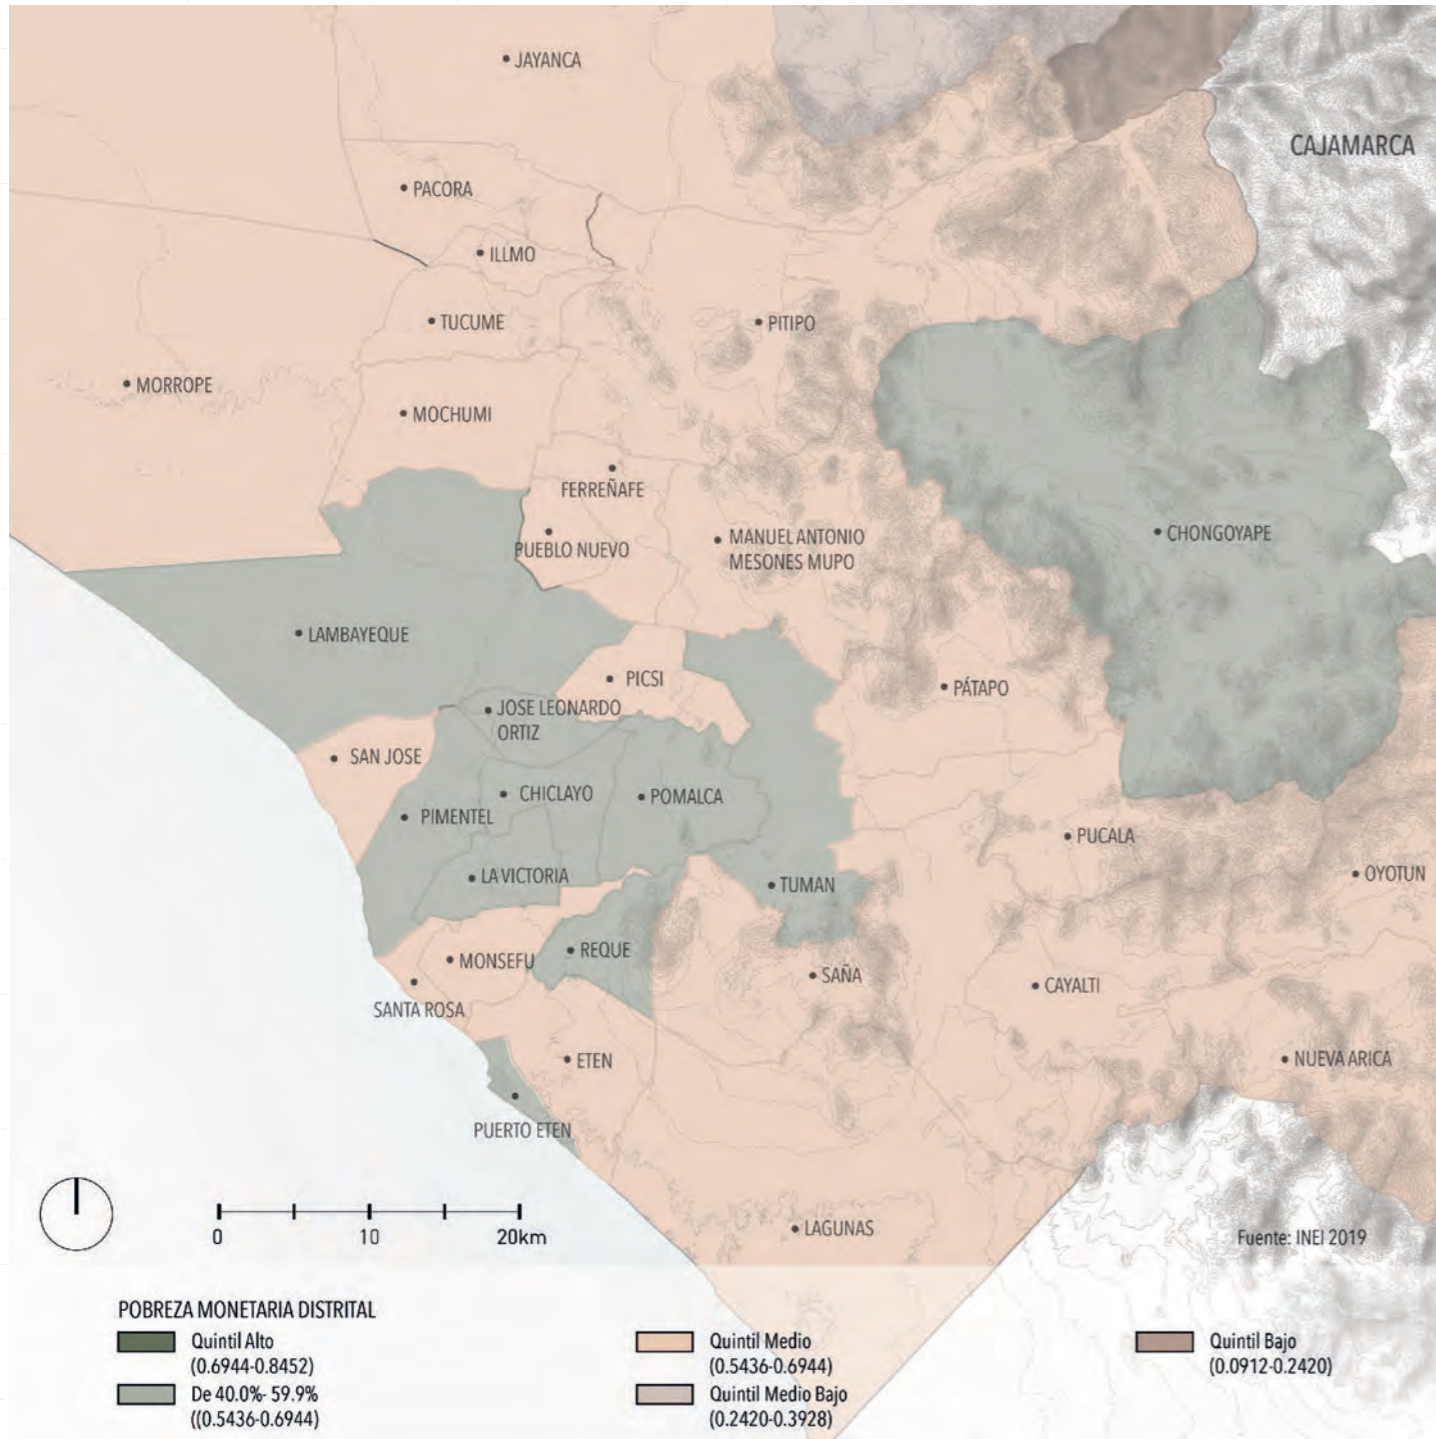 JAYANCA
CAJAMARCA
PACORA
ILLMO
TUCUME
PITIPO
MORROPE
MOCHUMI
FERREÑAFE
PUEBLO NUEVO
MANUEL ANTONIO
MESONES MUPO
CHONGOYAPE
LAMBAYEQUE
PICSI
PÁTAPO
JOSE LEONARDO
ORTIZ
SAN JOSE
CHICLAYO
POMALCA
PIMENTEL
PUCALA
LA VICTORIA
TUMAN
OYOTUN
REQUE
MONSEFU
SAÑA
CAYALTI
SANTA ROSA
ETEN
NUEVA ARICA
PUERTO ETEN
LAGUNAS
0 10 20km
Fuente: INEI 2019
POBREZA MONETARIA DISTRITAL
Quintil Alto
(0.6944-0.8452)
De 40.0%- 59.9%
((0.5436-0.6944)
Quintil Medio
(0.5436-0.6944)
Quintil Medio Bajo
(0.2420-0.3928)
Quintil Bajo
(0.0912-0.2420)